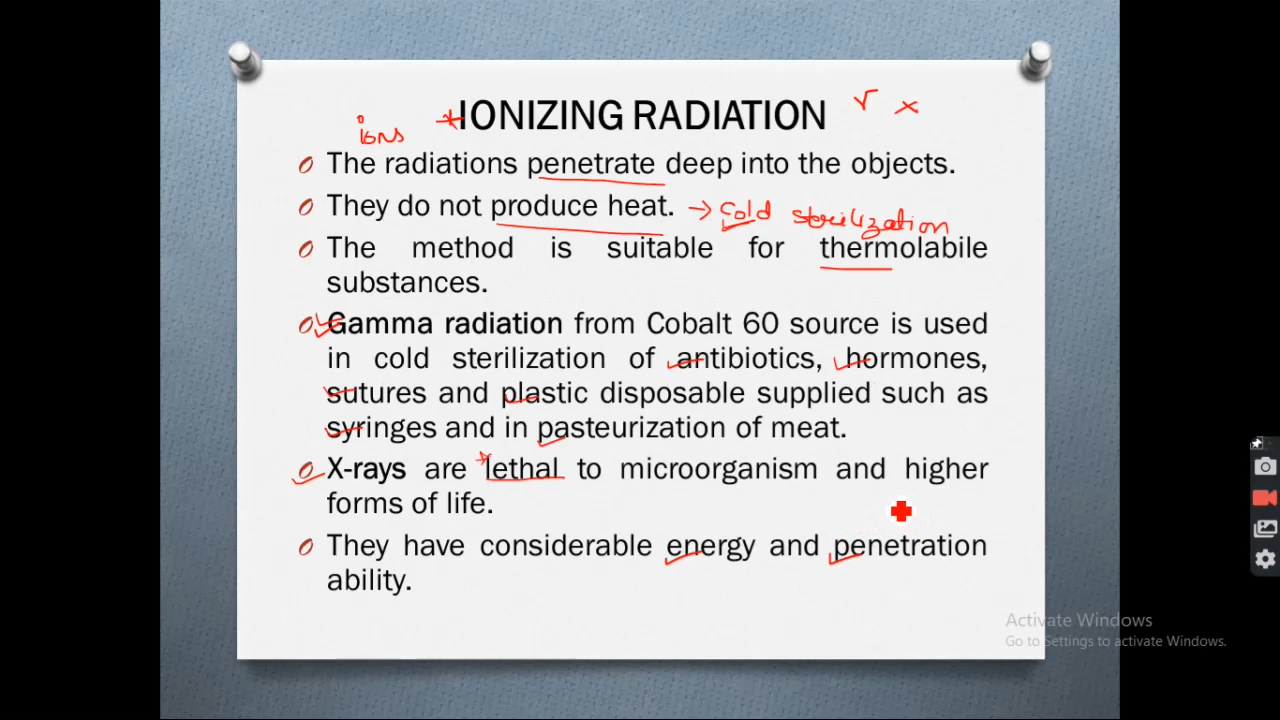 IONIZING RADIATION
ions
The radiations penetrate deep into the objects.
They do not produce heat. → Cold sterilization
The method is suitable for thermolabile
substances.
Gamma radiation from Cobalt 60 source is used
in cold sterilization of antibiotics, hormones,
sutures and plastic disposable supplied such as
syringes and in pasteurization of meat.
X-rays are lethal to microorganism and higher
forms of life.
They have considerable energy and penetration
ability.
Activate Windows
Go to Settings to activate Windows.